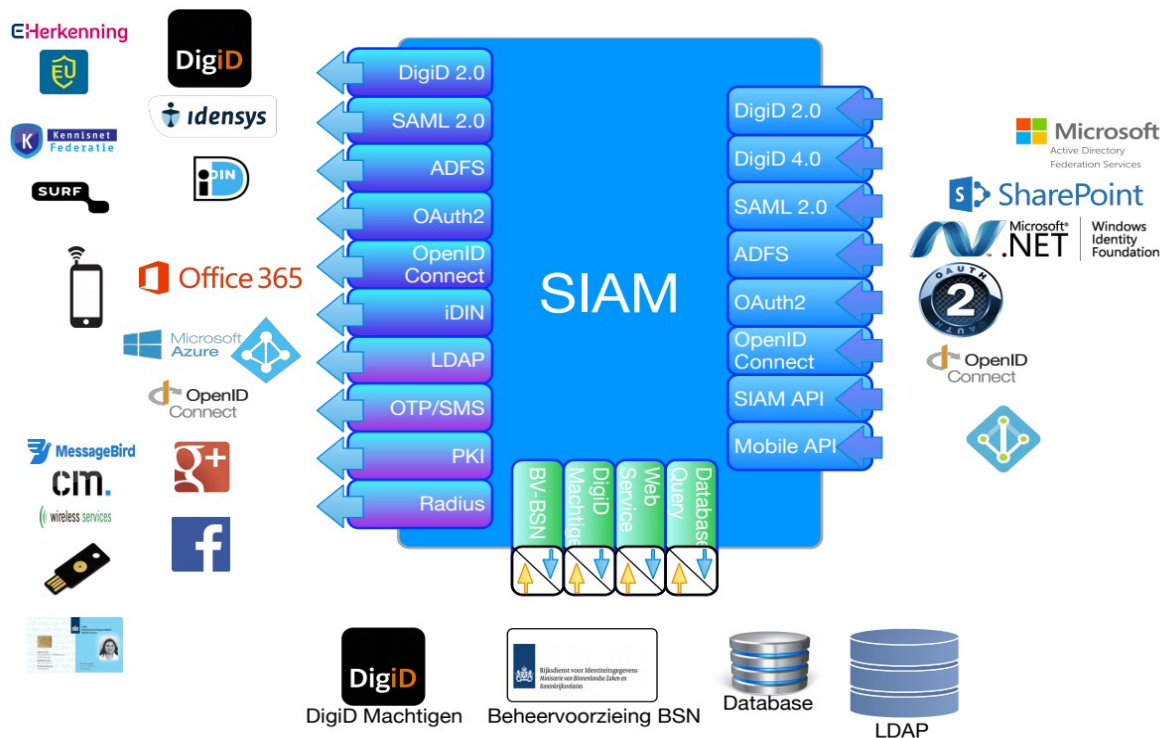 eHerkenning
EU
DigiD
idensys
K Kennisnet
Federatie
iDIN
SURF
Office 365
Microsoft
Azure
OpenID
Connect
MessageBird
cm.
wireless services
g+
f
DigiD 2.0
SAML 2.0
ADFS
OAuth2
OpenID
Connect
iDIN
LDAP
OTP/SMS
PKI
Radius
SIAM
DigiD 2.0
DigiD 4.0
SAML 2.0
ADFS
OAuth2
OpenID
Connect
SIAM API
Mobile API
BV-BSN
DigiD
Machtige
Web
Service
Database
Query
Microsoft
Active Directory
Federation Services
S SharePoint
Microsoft®
.NET
Windows
Identity
Foundation
OAUTH
2
OAUTH
OpenID
Connect
DigiD
DigiD Machtigen
Rijksdienst voor Identiteitsgegevens
Ministerie van Binnenlandse Zaken en
Koninkrijksrelaties
Beheervoorzieing BSN
Database
LDAP